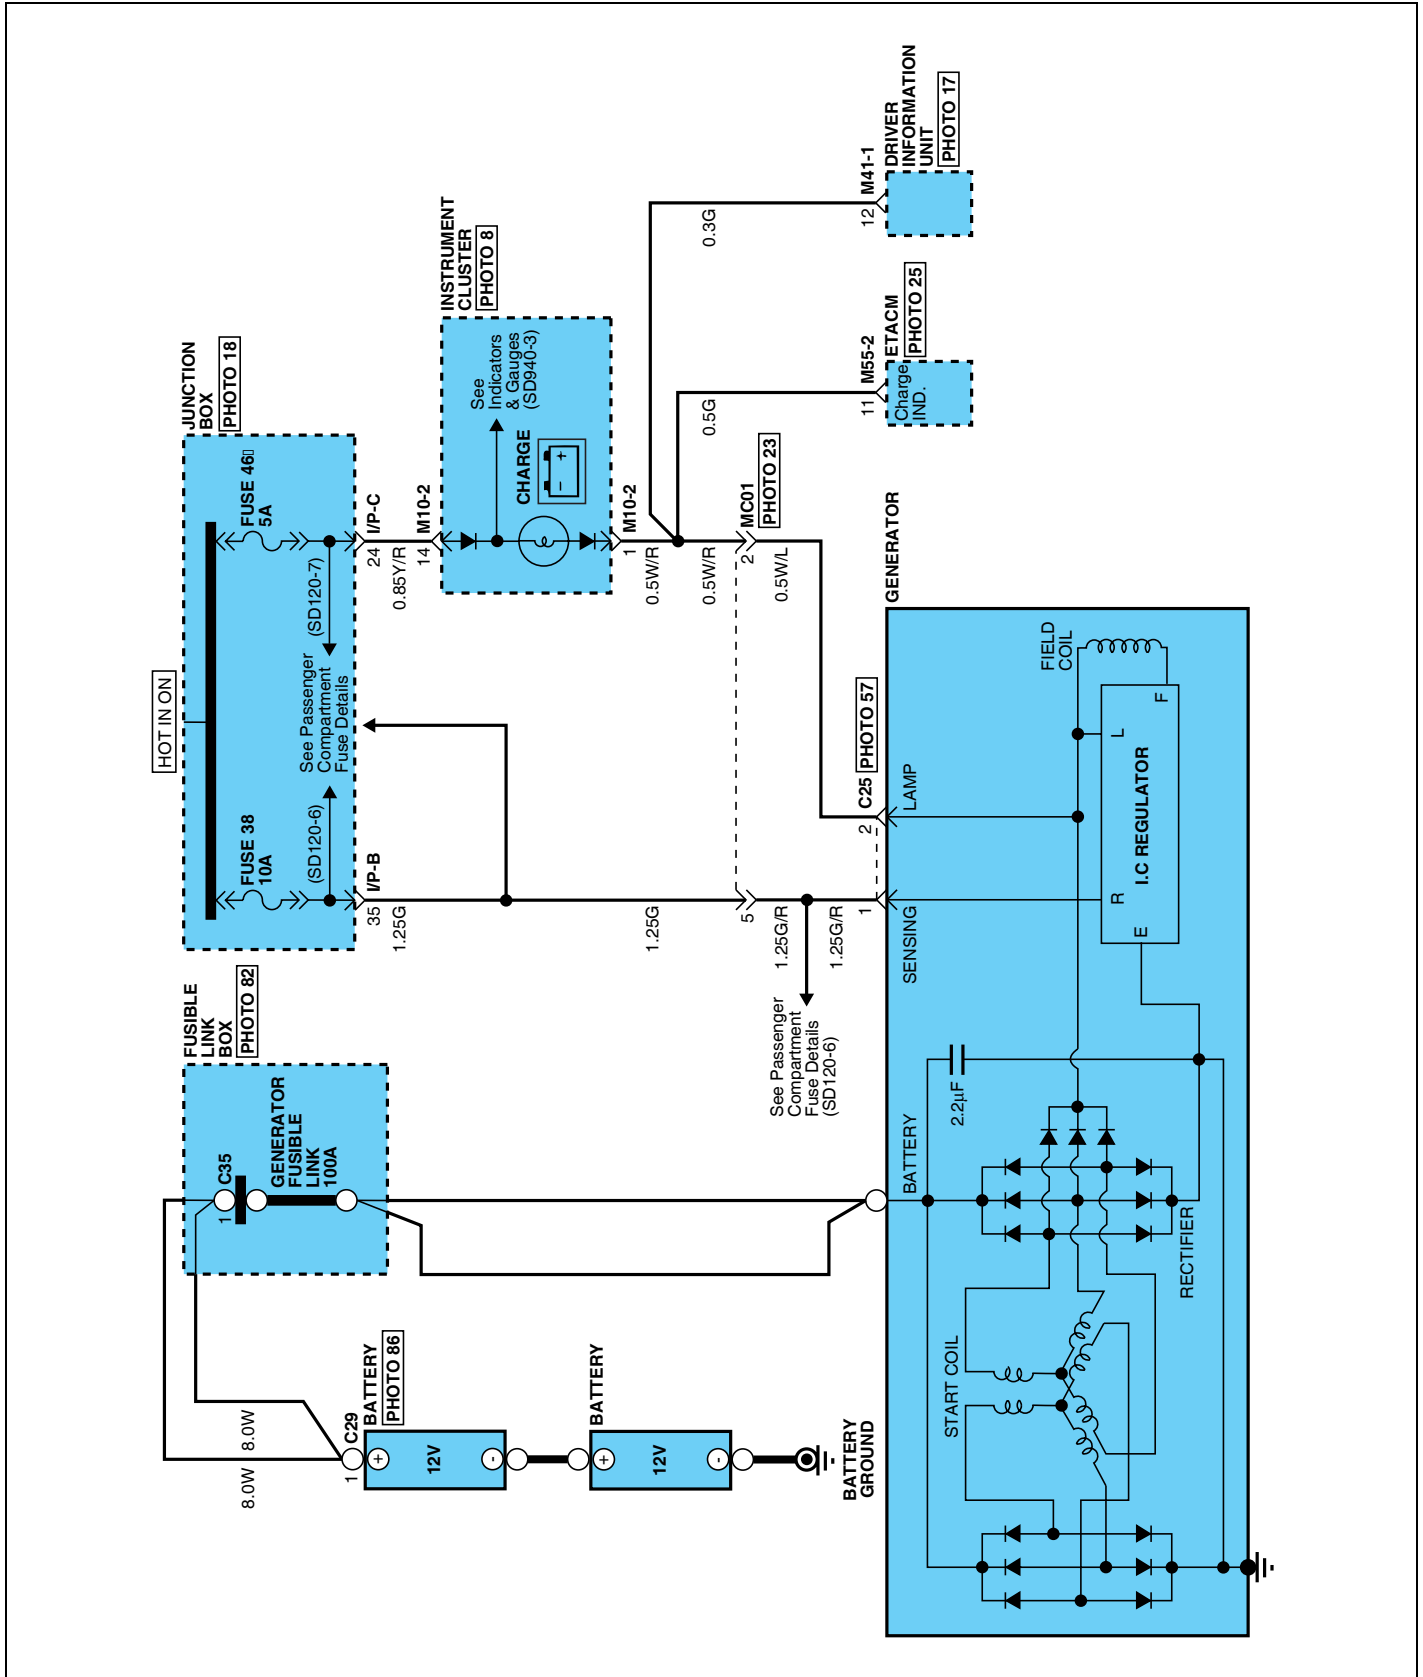 HOT IN ON
JUNCTION
BOX
PHOTO 18
FUSE 38
10A
FUSE 46
5A
(SD120-6)
See Passenger
Compartment
Fuse Details
(SD120-7)
35
I/P-B
1.25G
24
I/P-C
0.85Y/R
14
M10-2
INSTRUMENT
CLUSTER
PHOTO 8
See
Indicators
& Gauges
(SD940-3)
CHARGE
- +
1
M10-2
0.5W/R
0.5W/R
0.5G
0.3G
1.25G
5
2
MC01
PHOTO 23
0.5W/L
1.25G/R
1.25G/R
See Passenger
Compartment
Fuse Details
(SD120-6)
11
M55-2
ETACM
PHOTO 25
Charge
IND.
12
M41-1
DRIVER
INFORMATION
UNIT
PHOTO 17
FUSIBLE
LINK
BOX
PHOTO 82
1
C35
GENERATOR
FUSIBLE
LINK
100A
8.0W
8.0W
1
C29
BATTERY
PHOTO 86
+
12V
-
BATTERY
+
12V
-
BATTERY
GROUND
1
2
C25
PHOTO 57
GENERATOR
BATTERY
SENSING
LAMP
2.2µF
START COIL
RECTIFIER
E
R
L
F
I.C REGULATOR
FIELD
COIL